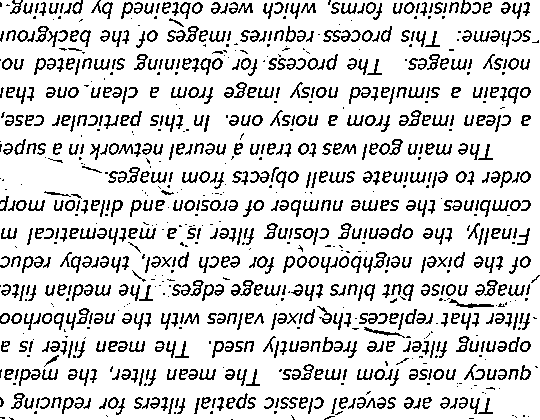 There are several classic spatial filters for reducing
quency noise from images. The mean filter, the median
opening filter are frequently used. The mean filter is a
filter that replaces the pixel values with the neighborhoo
image noise but blurs the image edges. The median filte
of the pixel neighborhood for each pixel, thereby reduc
Finally, the opening closing filter is a mathematical m
combines the same number of erosion and dilation morp
order to eliminate small objects from images.
The main goal was to train a neural network in a super
a clean image from a noisy one. In this particular case,
obtain a simulated noisy image from a clean one than
noisy images. The process for obtaining simulated noi
scheme: This process requires images of the backgroun
the acquisition forms, which were obtained by printing